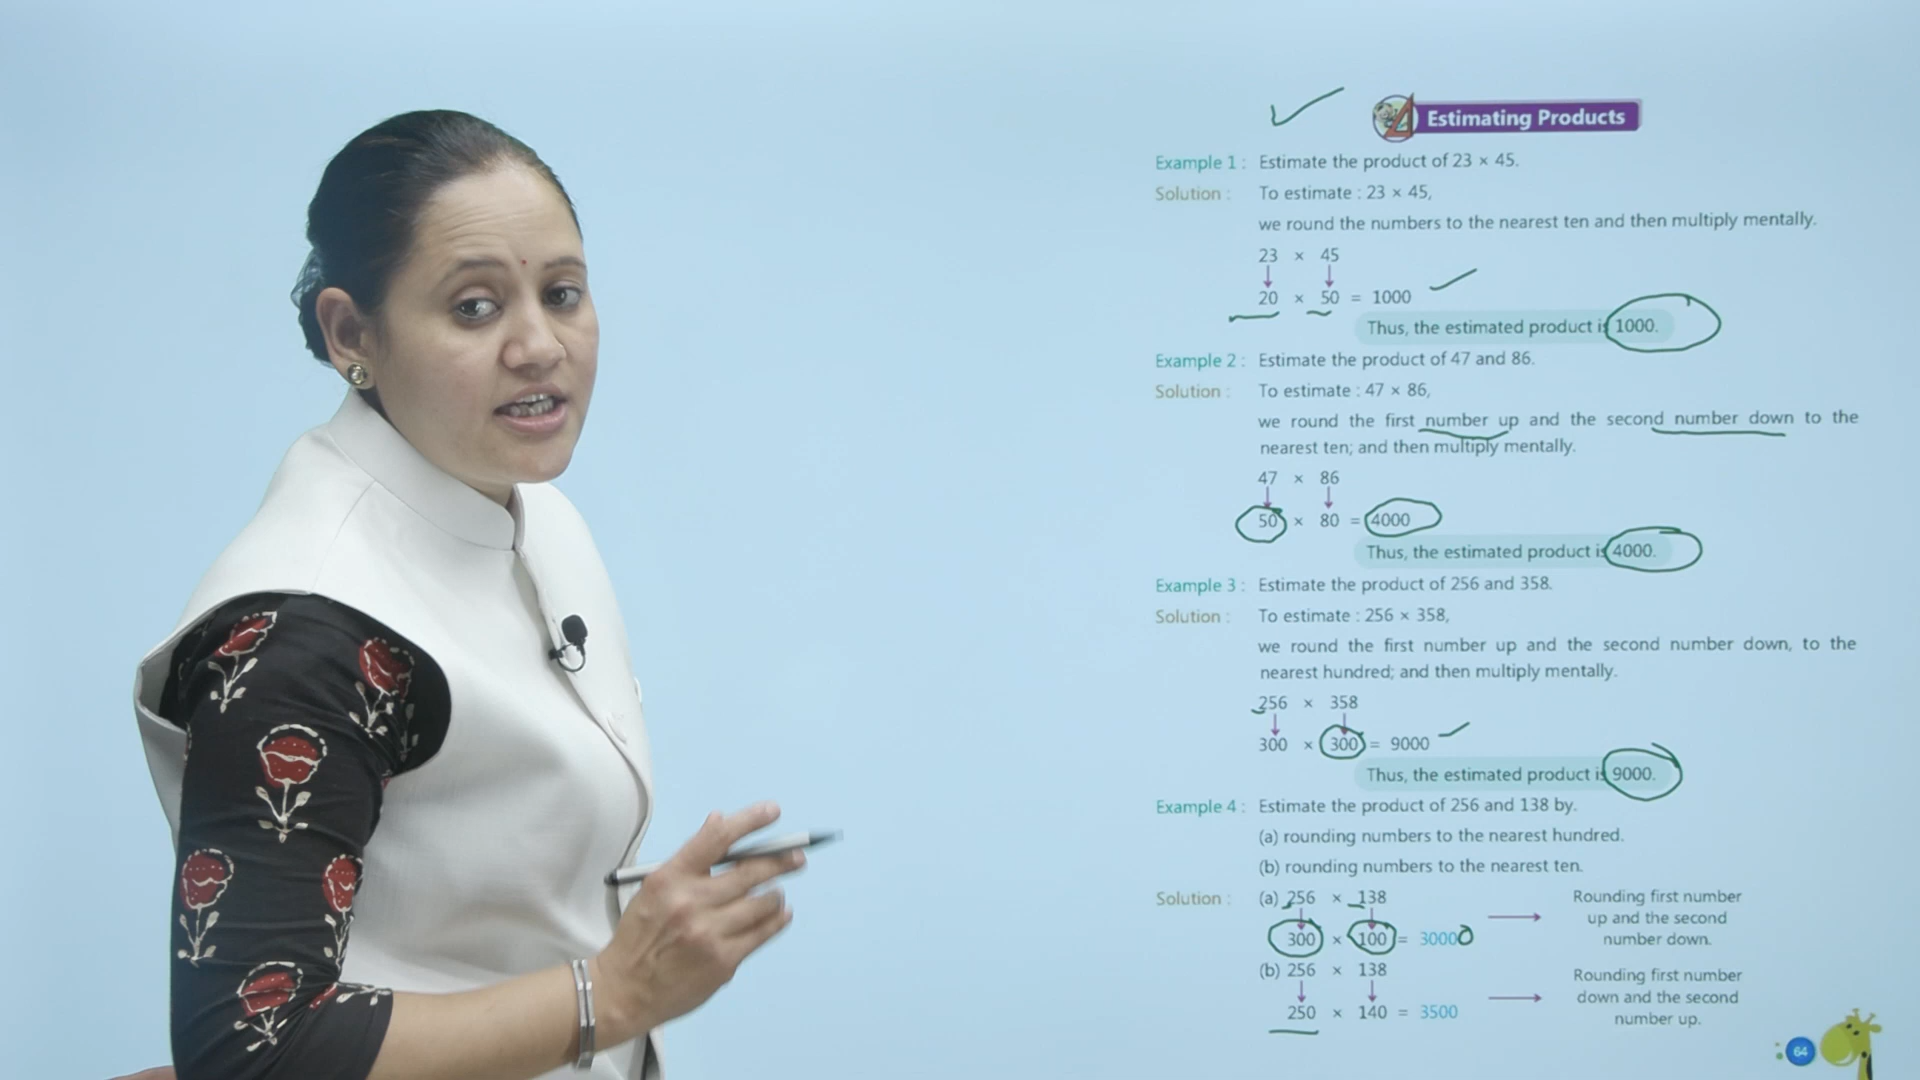 Estimating Products
Example 1 : Estimate the product of 23 × 45.
Solution : To estimate : 23 × 45,
we round the numbers to the nearest ten and then multiply mentally.
23 × 45
20 × 50 = 1000
Thus, the estimated product is 1000.
Example 2 : Estimate the product of 47 and 86.
Solution : To estimate : 47 × 86,
we round the first number up and the second number down to the
nearest ten; and then multiply mentally.
47 × 86
50 × 80 = 4000
Thus, the estimated product is 4000.
Example 3 : Estimate the product of 256 and 358.
Solution : To estimate : 256 × 358,
we round the first number up and the second number down, to the
nearest hundred; and then multiply mentally.
256 × 358
300 × 300 = 9000
Thus, the estimated product is 9000.
Example 4 : Estimate the product of 256 and 138 by.
(a) rounding numbers to the nearest hundred.
(b) rounding numbers to the nearest ten.
Solution : (a) 256 × 138
300 × 100 = 30000
Rounding first number
up and the second
number down.
(b) 256 × 138
250 × 140 = 3500
Rounding first number
down and the second
number up.
64